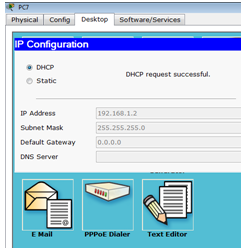 PC7
Physical Config Desktop Software/Services
IP Configuration
DHCP
Static
DHCP request successful.
IP Address 192.168.1.2
Subnet Mask 255.255.255.0
Default Gateway 0.0.0.0
DNS Server
E Mail PPPoE Dialer Text Editor